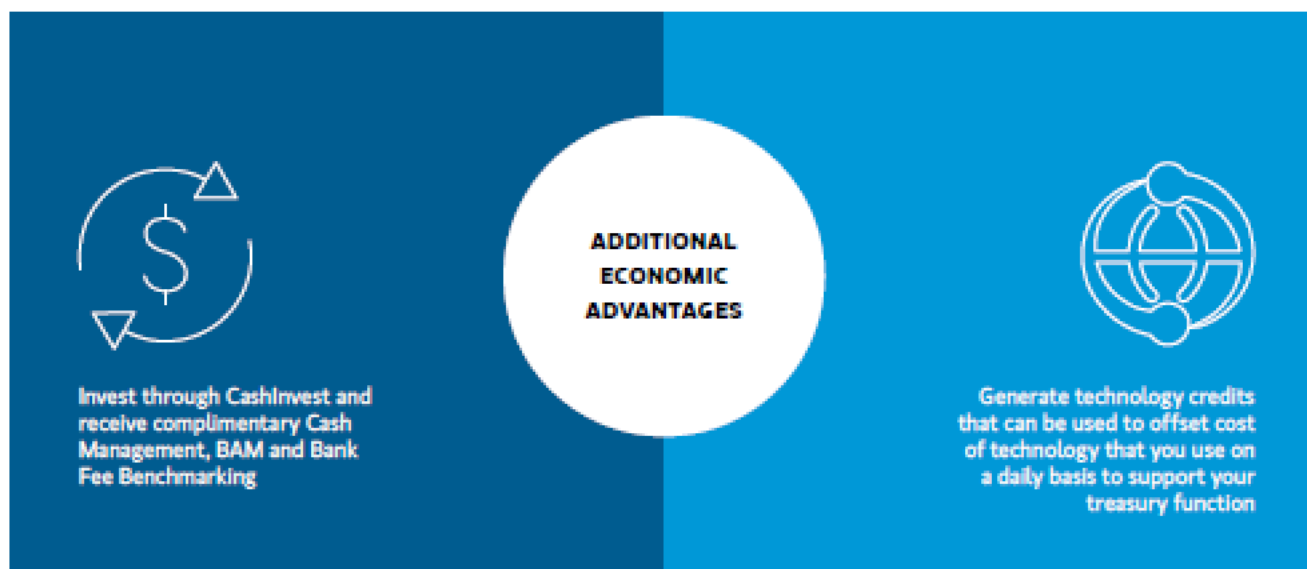 ADDITIONAL
ECONOMIC
ADVANTAGES
Invest through CashInvest and
receive complimentary Cash
Management, BAM and Bank
Fee Benchmarking
Generate technology credits
that can be used to offset cost
of technology that you use on
a daily basis to support your
treasury function